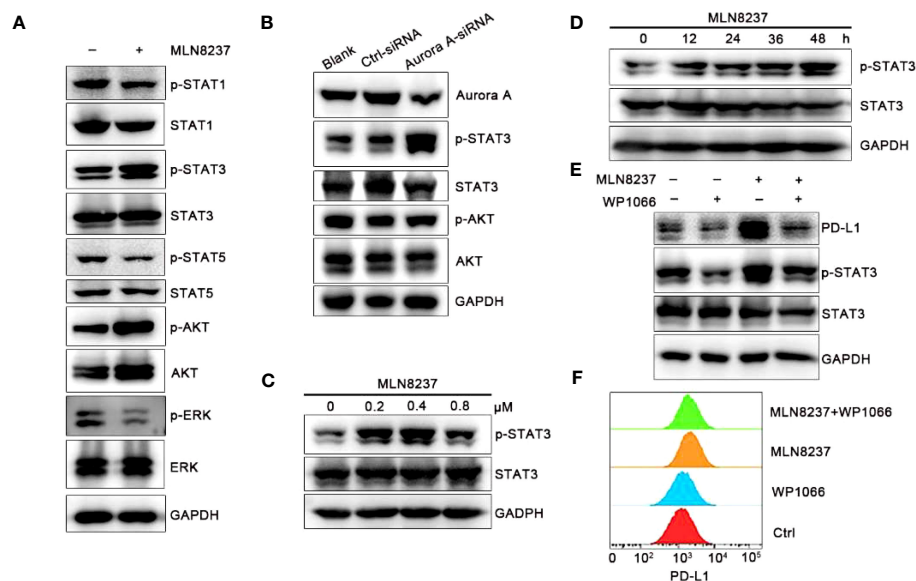 A
– + MLN8237
p-STAT1
STAT1
p-STAT3
STAT3
p-STAT5
STAT5
p-AKT
AKT
p-ERK
ERK
GAPDH
B
Blank Ctrl-siRNA Aurora A-siRNA
Aurora A
p-STAT3
STAT3
p-AKT
AKT
GAPDH
C
MLN8237
0 0.2 0.4 0.8 μM
p-STAT3
STAT3
GADPH
D
MLN8237
0 12 24 36 48 h
p-STAT3
STAT3
GAPDH
E
MLN8237 – – + +
WP1066 – + – +
PD-L1
p-STAT3
STAT3
GAPDH
F
MLN8237+WP1066
MLN8237
WP1066
Ctrl
0 10² 10³ 10⁴ 10⁵
PD-L1